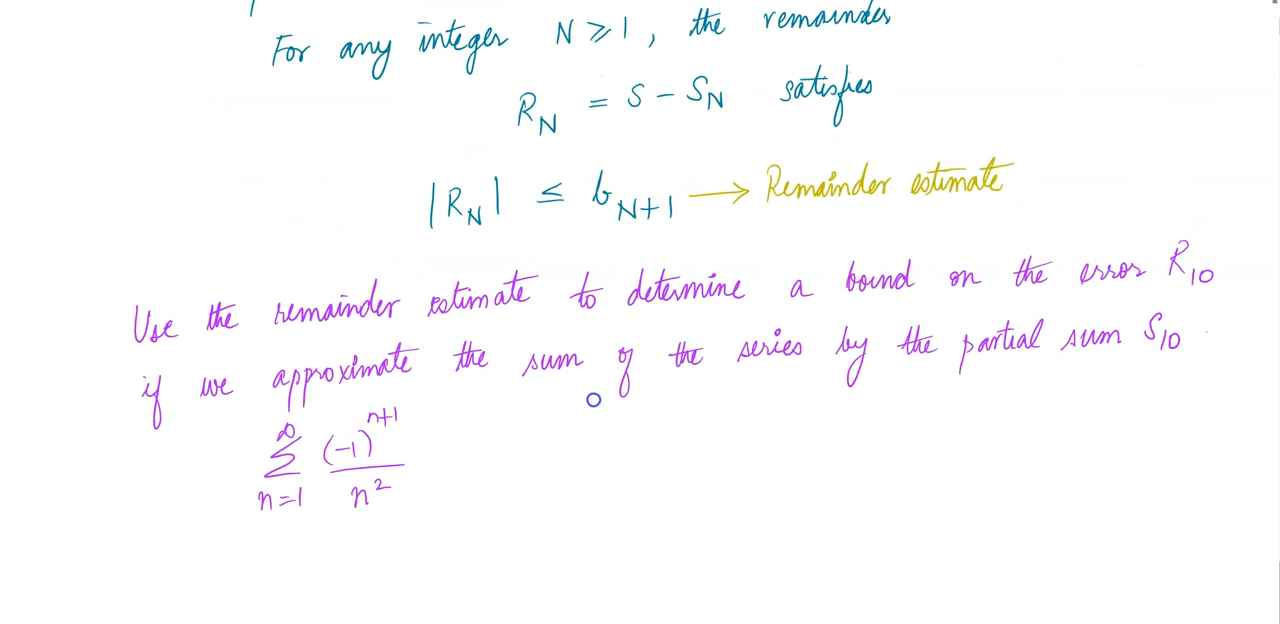 For any integer N ≥ 1, the remainder
R_N = S - S_N satisfies
|R_N| ≤ b_{N+1} → Remainder estimate
Use the remainder estimate to determine a bound on the error R_10
if we approximate the sum of the series by the partial sum S_10.
∑_{n=1}^{∞} (-1)^{n+1} / n^2